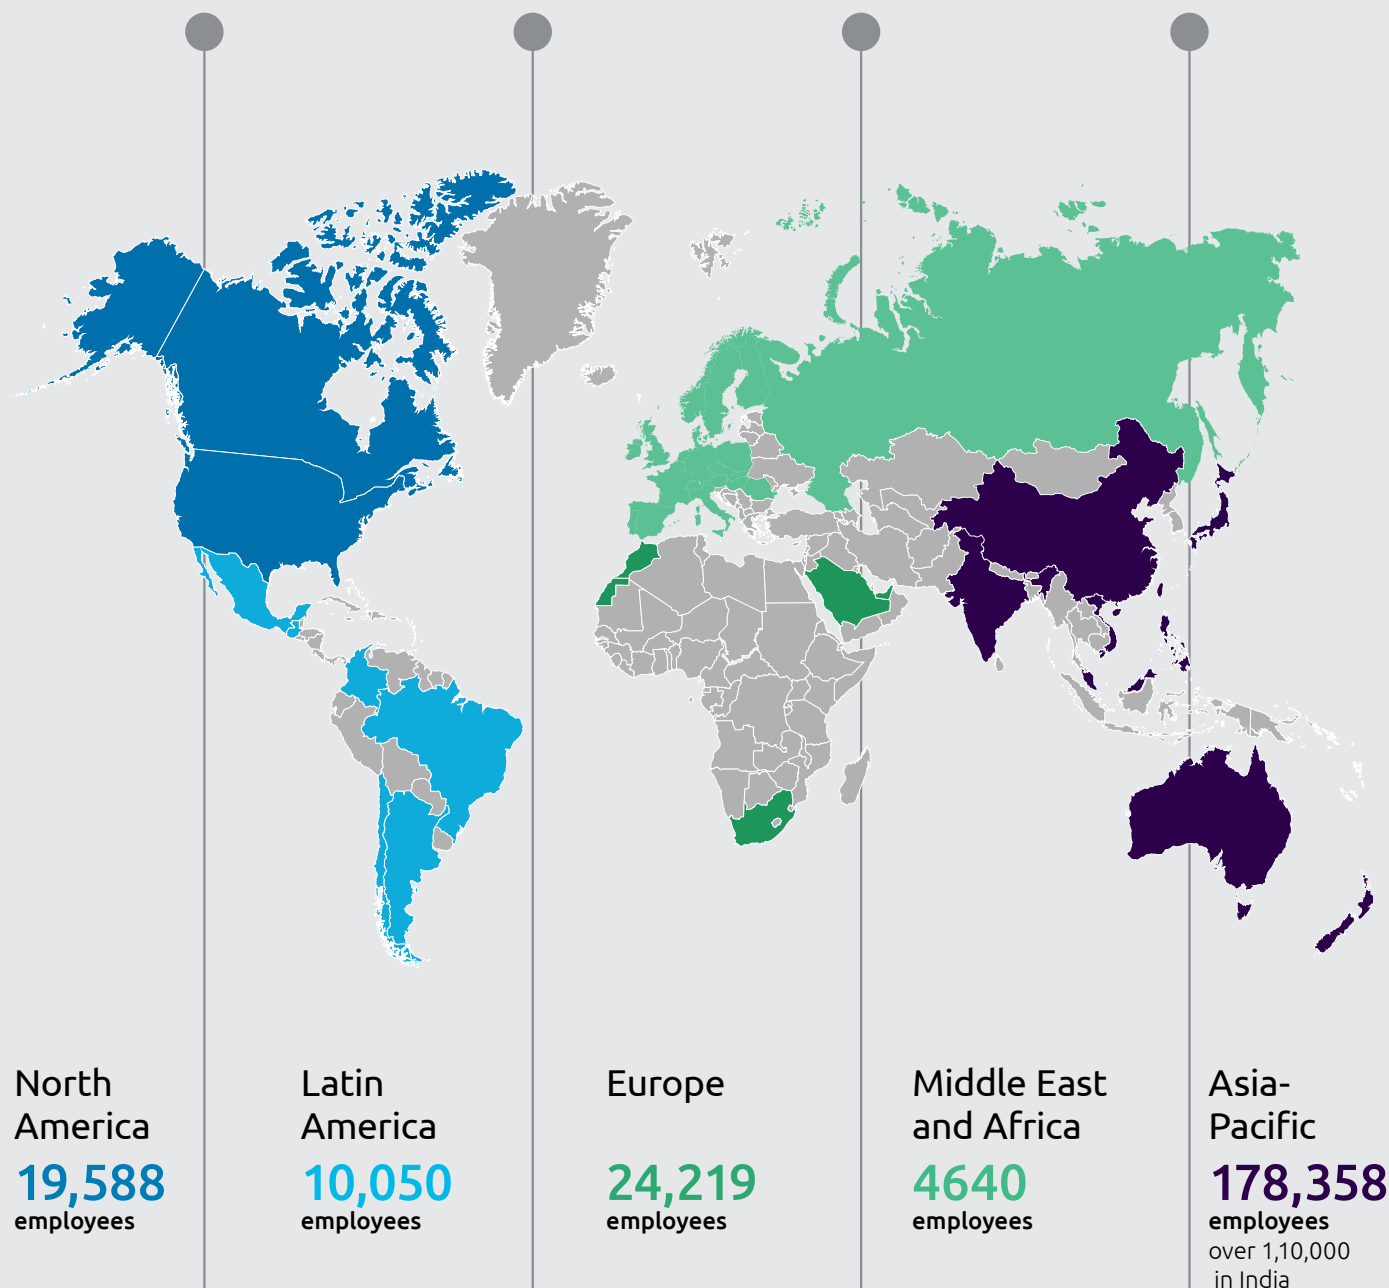 North
America
19,588
employees
Latin
America
10,050
employees
Europe
24,219
employees
Middle East
and Africa
4640
employees
Asia-
Pacific
178,358
employees
over 1,10,000
in India